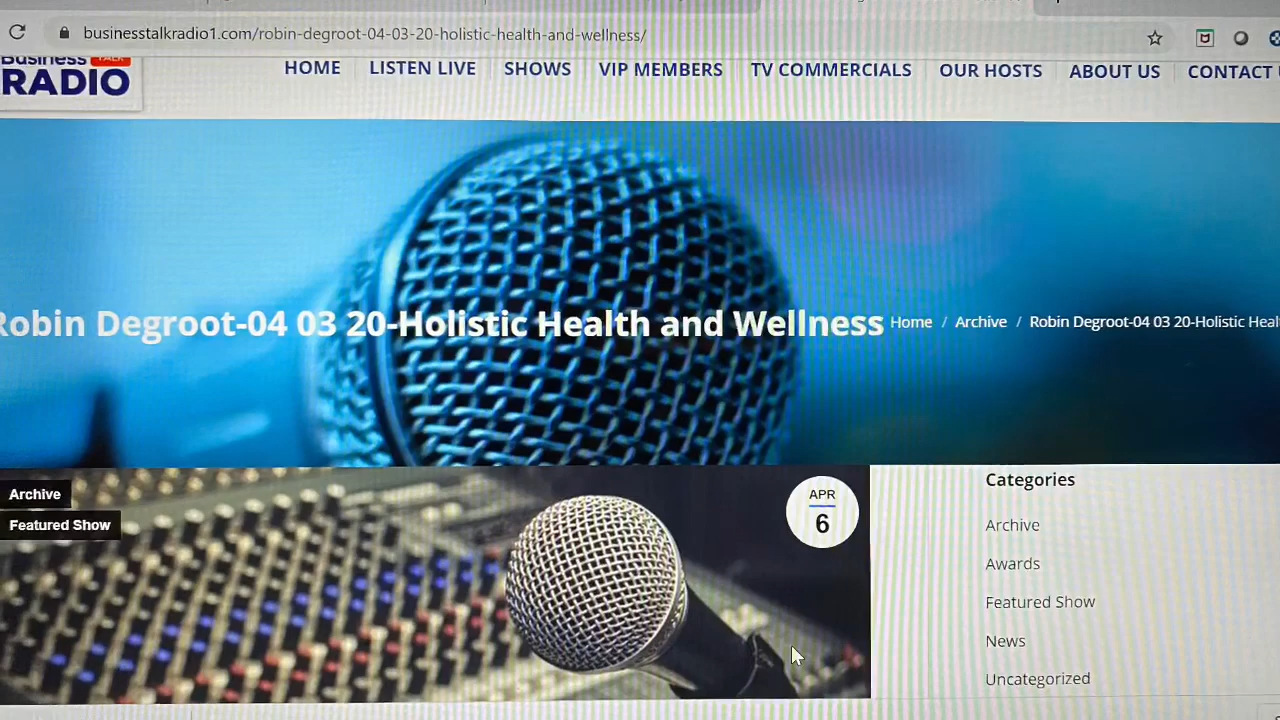 businesstalkradio1.com/robin-degroot-04-03-20-holistic-health-and-wellness/
Business TALK
RADIO
HOME LISTEN LIVE SHOWS VIP MEMBERS TV COMMERCIALS OUR HOSTS ABOUT US CONTACT
Robin Degroot-04 03 20-Holistic Health and Wellness
Home / Archive / Robin Degroot-04 03 20-Holistic Heal
Archive
Featured Show
APR
6
Categories
Archive
Awards
Featured Show
News
Uncategorized